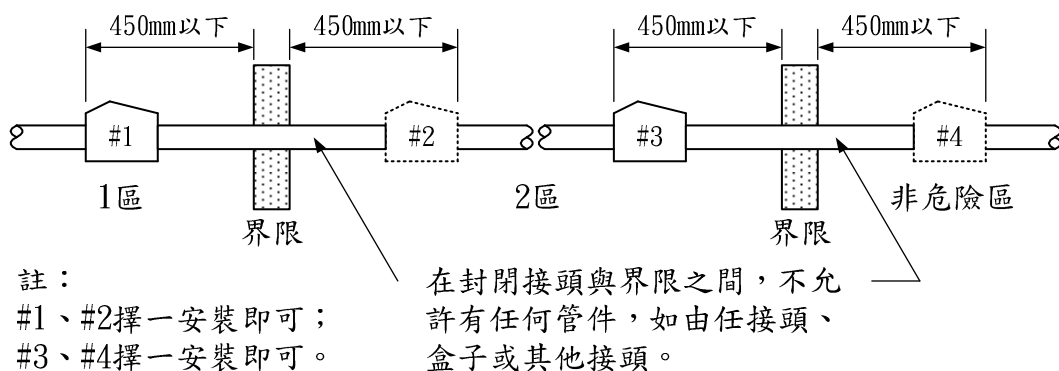 450mm以下 450mm以下 450mm以下 450mm以下
#1 #2 #3 #4
1區 2區 非危險區
界限 界限
註：
#1、#2擇一安裝即可；
#3、#4擇一安裝即可。
在封閉接頭與界限之間，不允
許有任何管件，如由任接頭、
盒子或其他接頭。